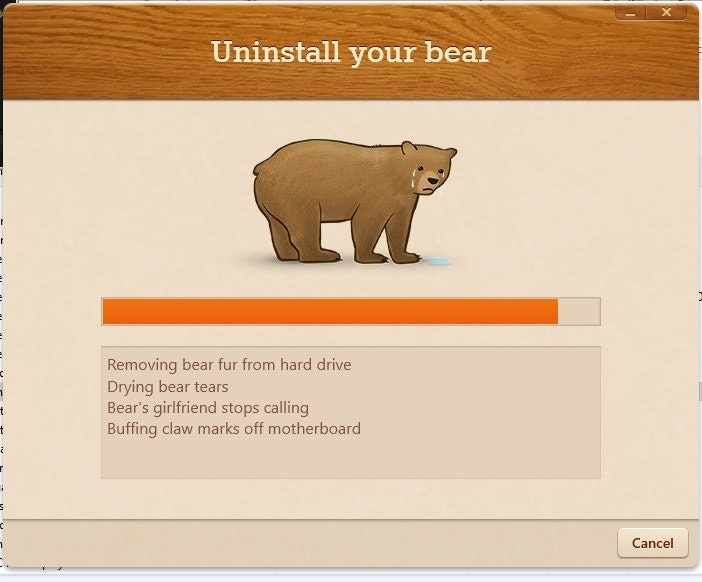 Uninstall your bear
Removing bear fur from hard drive
Drying bear tears
Bear's girlfriend stops calling
Buffing claw marks off motherboard
Cancel